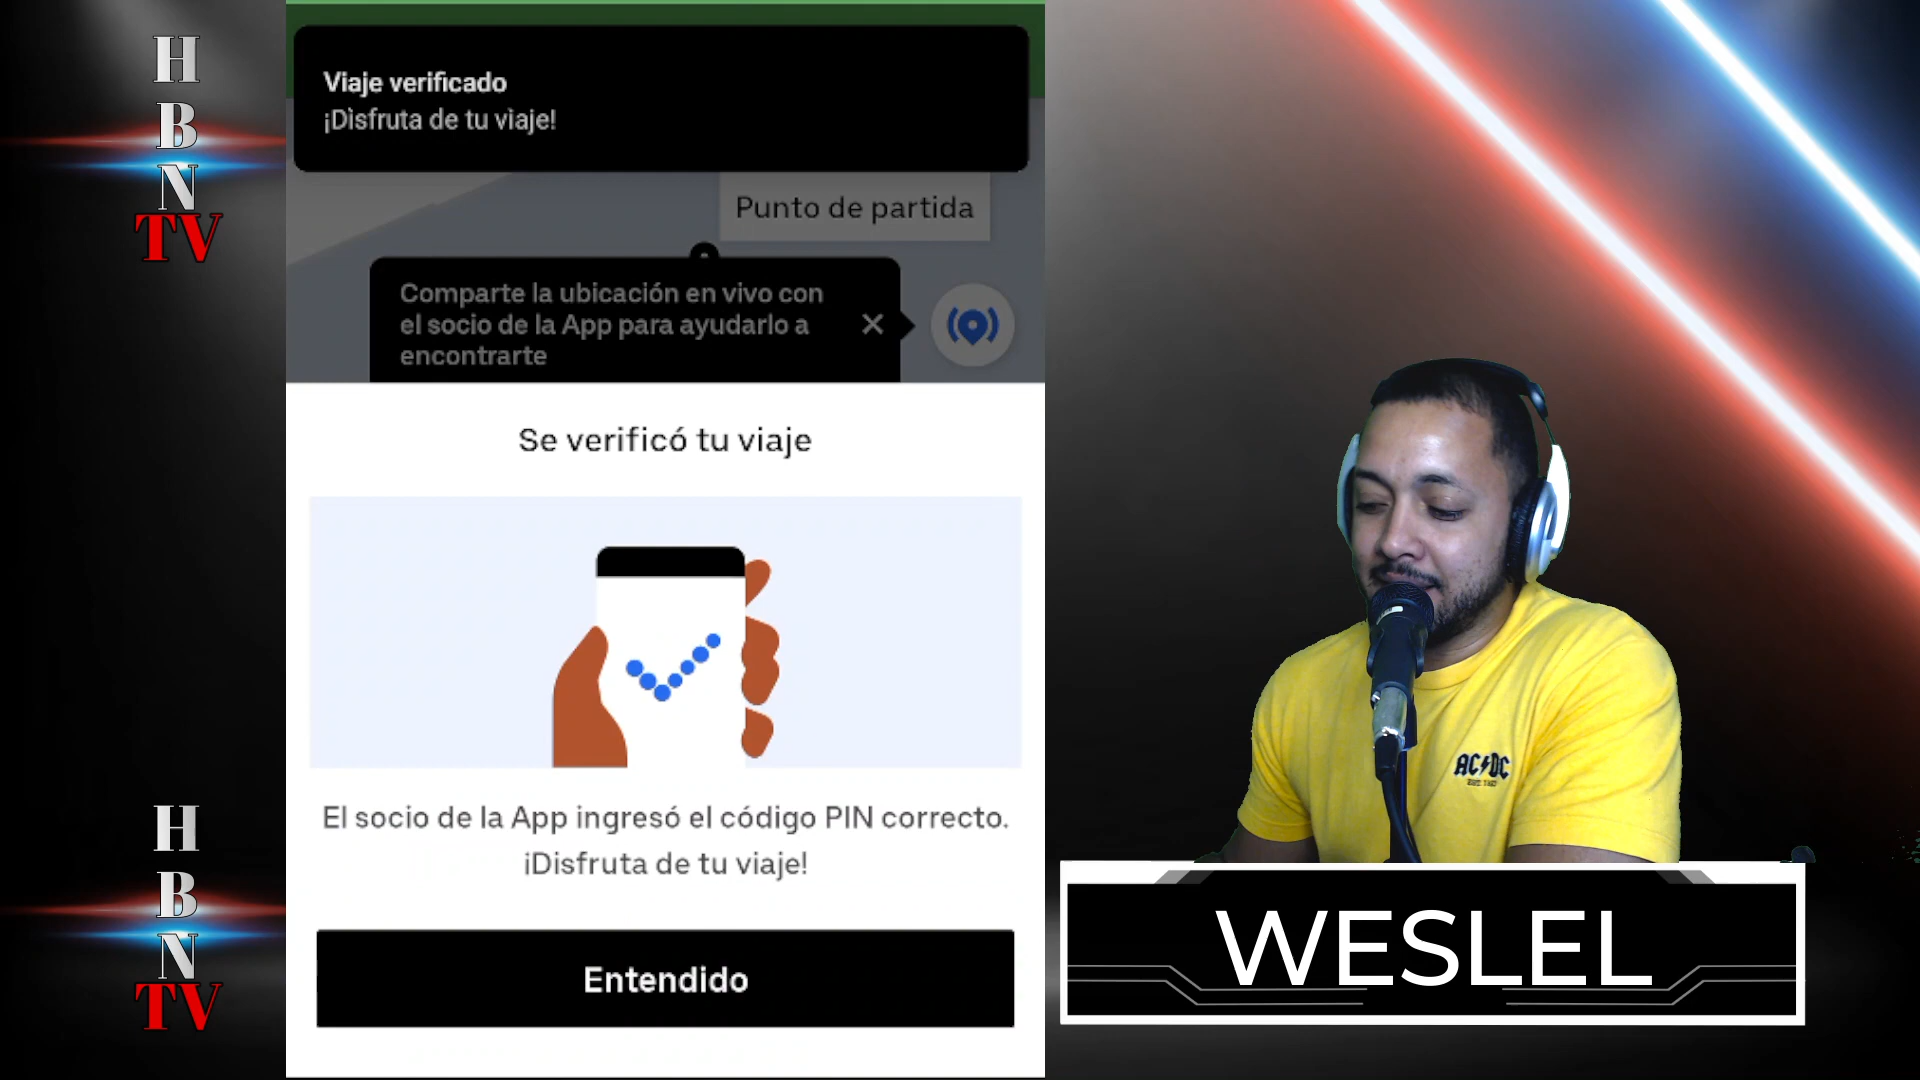 H
B
N
TV
Viaje verificado
¡Disfruta de tu viaje!
Punto de partida
Comparte la ubicación en vivo con
el socio de la App para ayudarlo a
encontrarte
Se verificó tu viaje
El socio de la App ingresó el código PIN correcto.
¡Disfruta de tu viaje!
Entendido
H
B
N
TV
AC DC
WESLEL